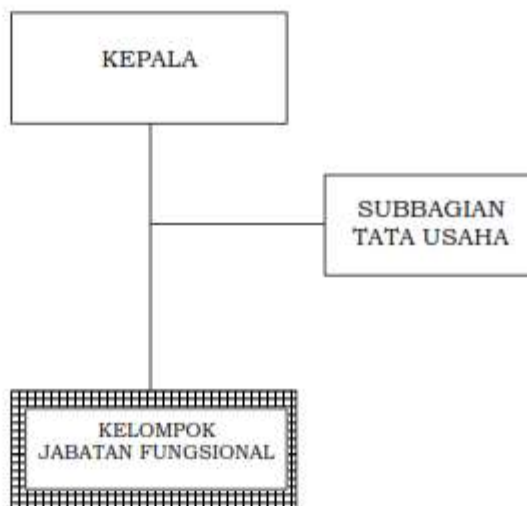 KEPALA
SUBBAGIAN
TATA USAHA
KELOMPOK
JABATAN FUNGSIONAL